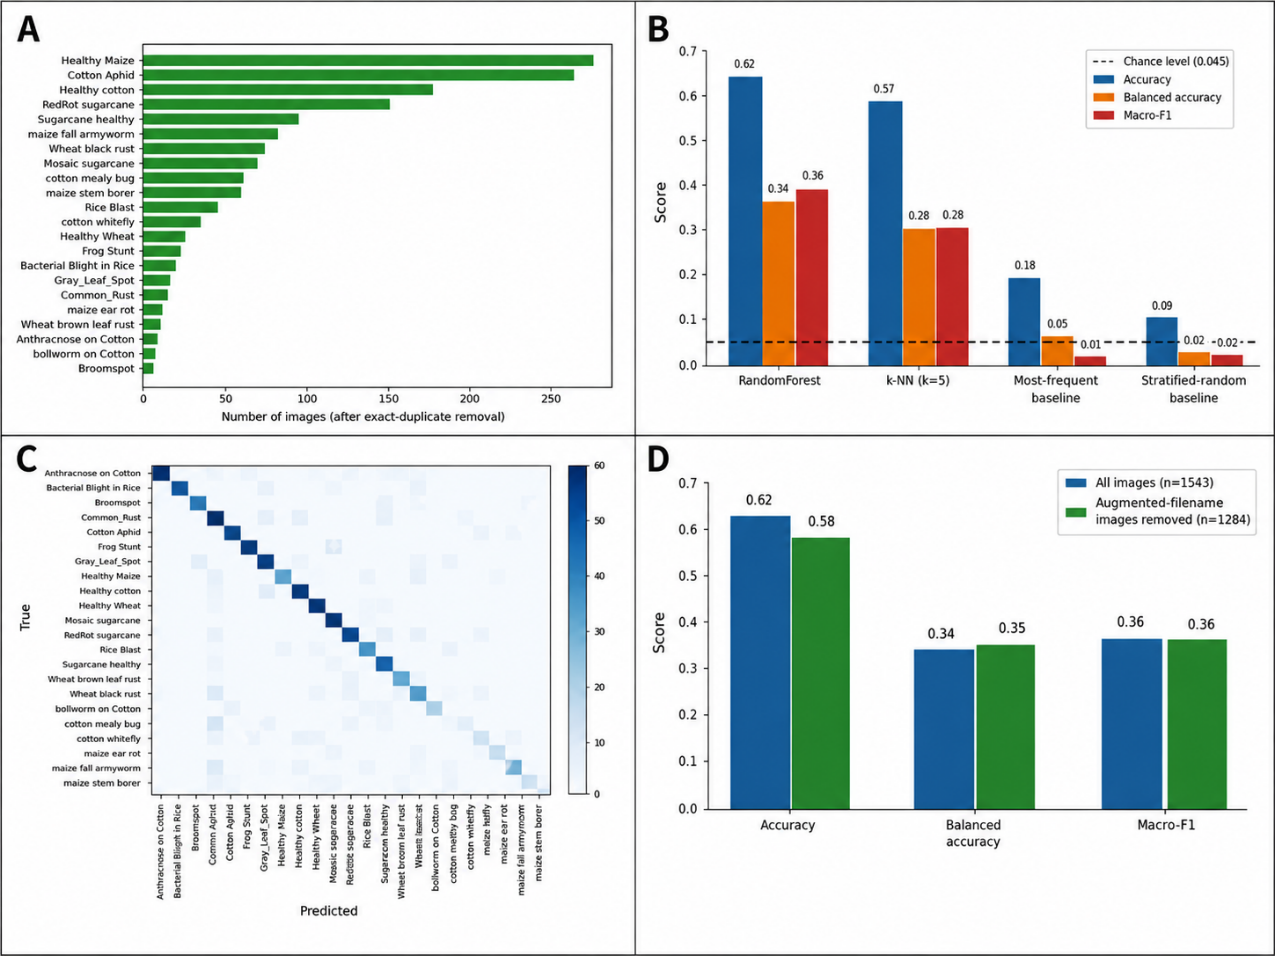 A
Healthy Maize
Cotton Aphid
Healthy cotton
RedRot sugarcane
Sugarcane healthy
maize fall armyworm
Wheat black rust
Mosaic sugarcane
cotton mealy bug
maize stem borer
Rice Blast
cotton whitefly
Healthy Wheat
Frog Stunt
Bacterial Blight in Rice
Gray_Leaf_Spot
Common_Rust
maize ear rot
Wheat brown leaf rust
Anthracnose on Cotton
bollworm on Cotton
Broomspot
0 50 100 150 200 250
Number of images (after exact-duplicate removal)
B
0.7
0.6
0.5
0.4
0.3
0.2
0.1
0.0
Score
Chance level (0.045)
Accuracy
Balanced accuracy
Macro-F1
0.62
0.34
0.36
0.57
0.28
0.28
0.18
0.05
0.01
0.09
0.02
0.02
RandomForest
k-NN (k=5)
Most-frequent
baseline
Stratified-random
baseline
C
True
Anthracnose on Cotton
Bacterial Blight in Rice
Broomspot
Common_Rust
Cotton Aphid
Frog Stunt
Gray_Leaf_Spot
Healthy Maize
Healthy cotton
Healthy Wheat
Mosaic sugarcane
RedRot sugarcane
Rice Blast
Sugarcane healthy
Wheat brown leaf rust
Wheat black rust
bollworm on Cotton
cotton mealy bug
cotton whitefly
maize ear rot
maize fall armyworm
maize stem borer
60
50
40
30
20
10
0
Anthracnose on Cotton
Bacterial Blight in Rice
Broomspot
Cotton Aphid
Frog Stunt
Gray_Leaf_Spot
Healthy Maize
Healthy cotton
Healthy Wheet
Rice Blast
healthy
leaf rust
bollworm on Cotton
cotton bug
cotton
maize ear rot
maize fall
maize stem borer
Predicted
D
0.7
0.6
0.5
0.4
0.3
0.2
0.1
0.0
Score
All images (n=1543)
Augmented-filename
images removed (n=1284)
0.62
0.58
0.34
0.35
0.36
0.36
Accuracy
Balanced
accuracy
Macro-F1